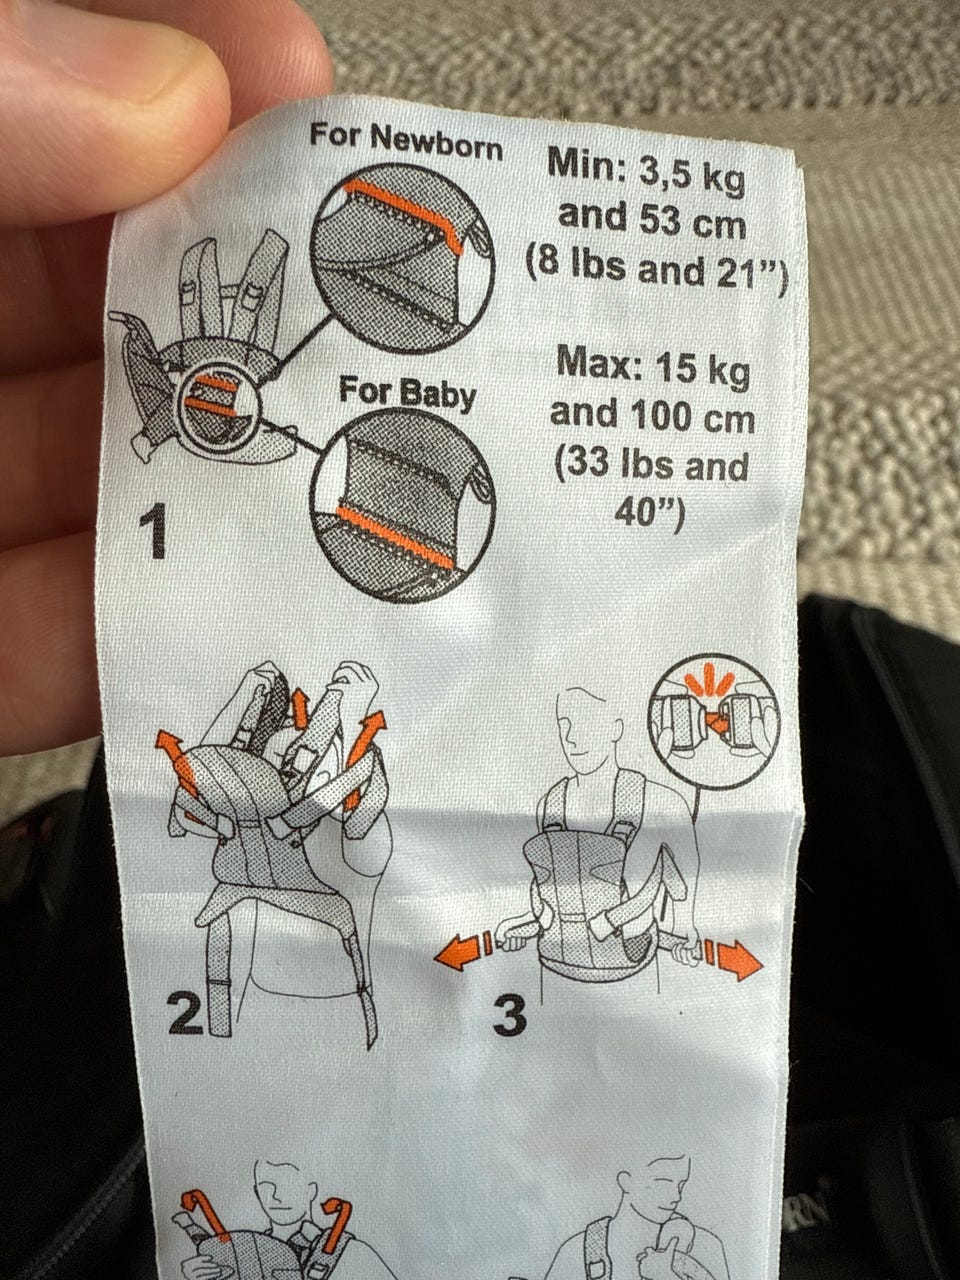 For Newborn
Min: 3,5 kg
and 53 cm
(8 lbs and 21”)
For Baby
Max: 15 kg
and 100 cm
(33 lbs and
40”)
1
2
3
RN